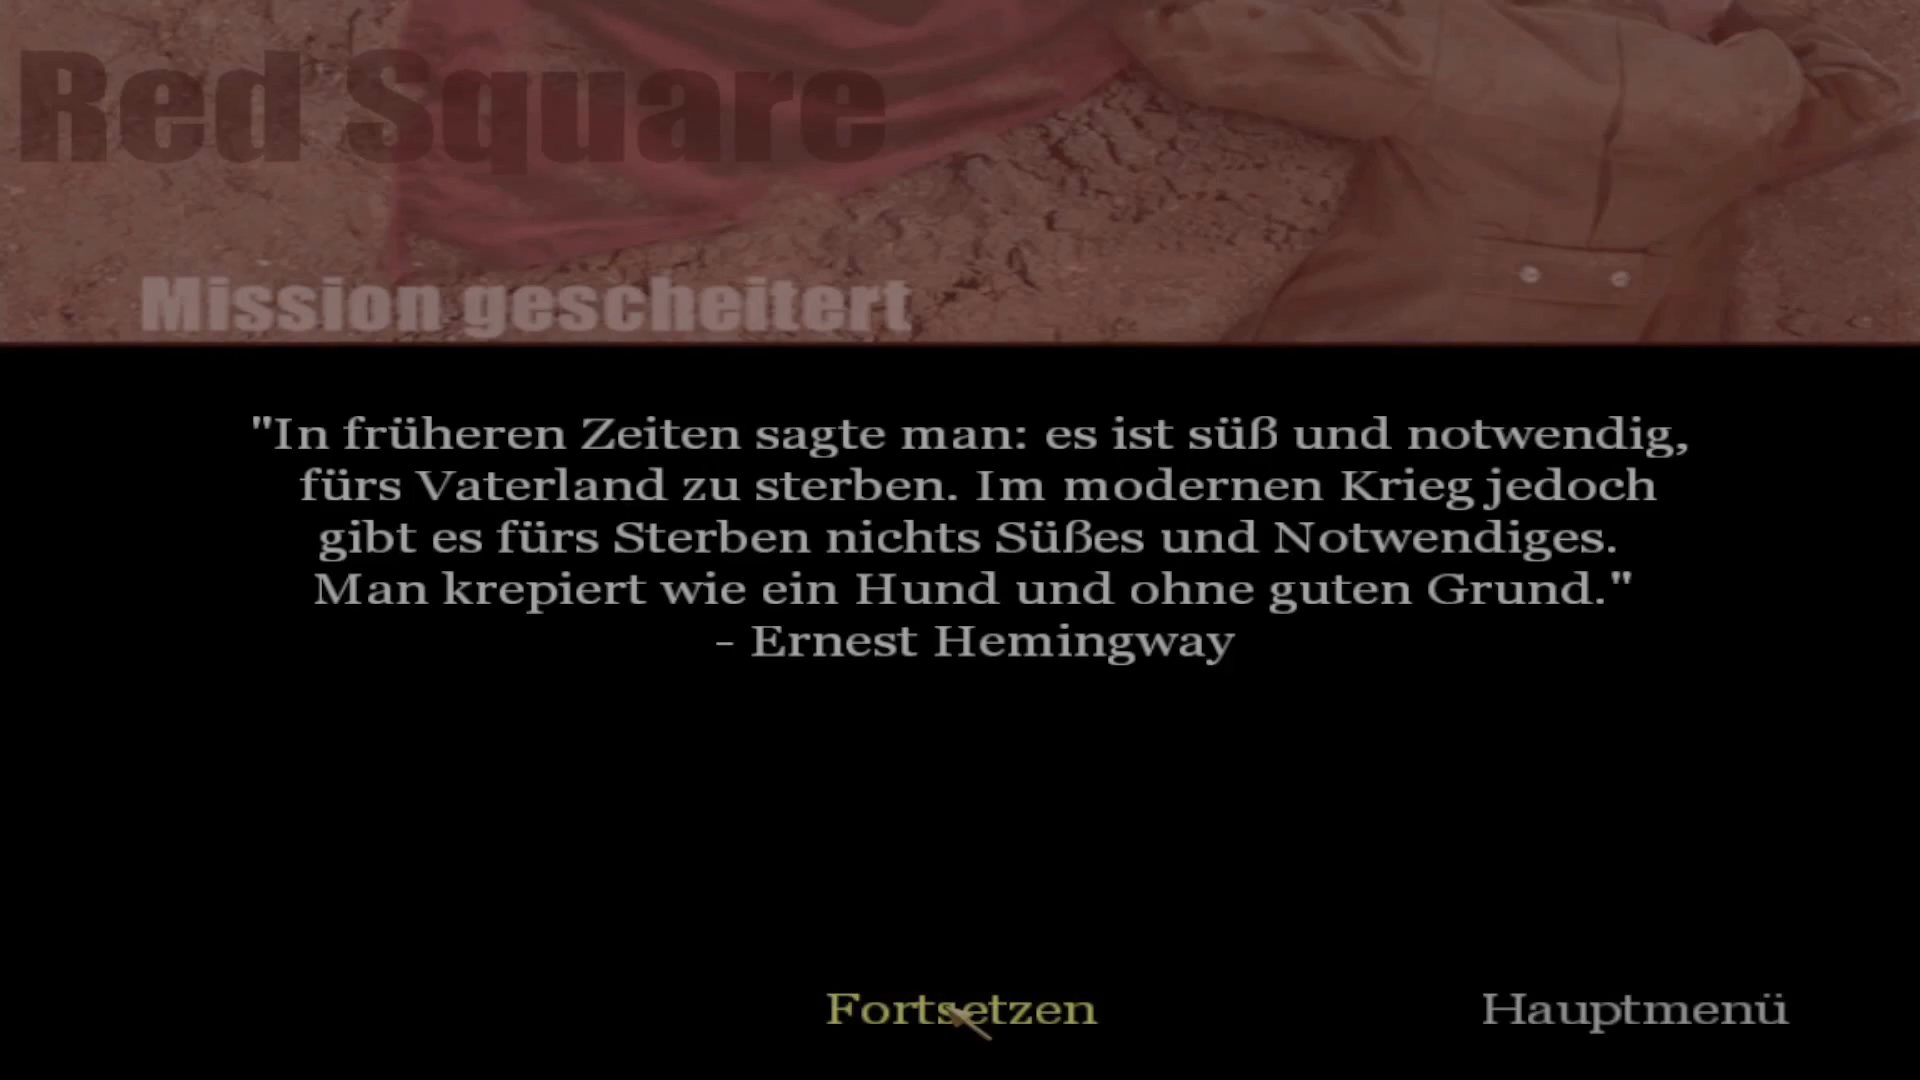 Red Square
Mission gescheitert
"In früheren Zeiten sagte man: es ist süß und notwendig,
fürs Vaterland zu sterben. Im modernen Krieg jedoch
gibt es fürs Sterben nichts Süßes und Notwendiges.
Man krepiert wie ein Hund und ohne guten Grund."
- Ernest Hemingway
Fortsetzen
Hauptmenü